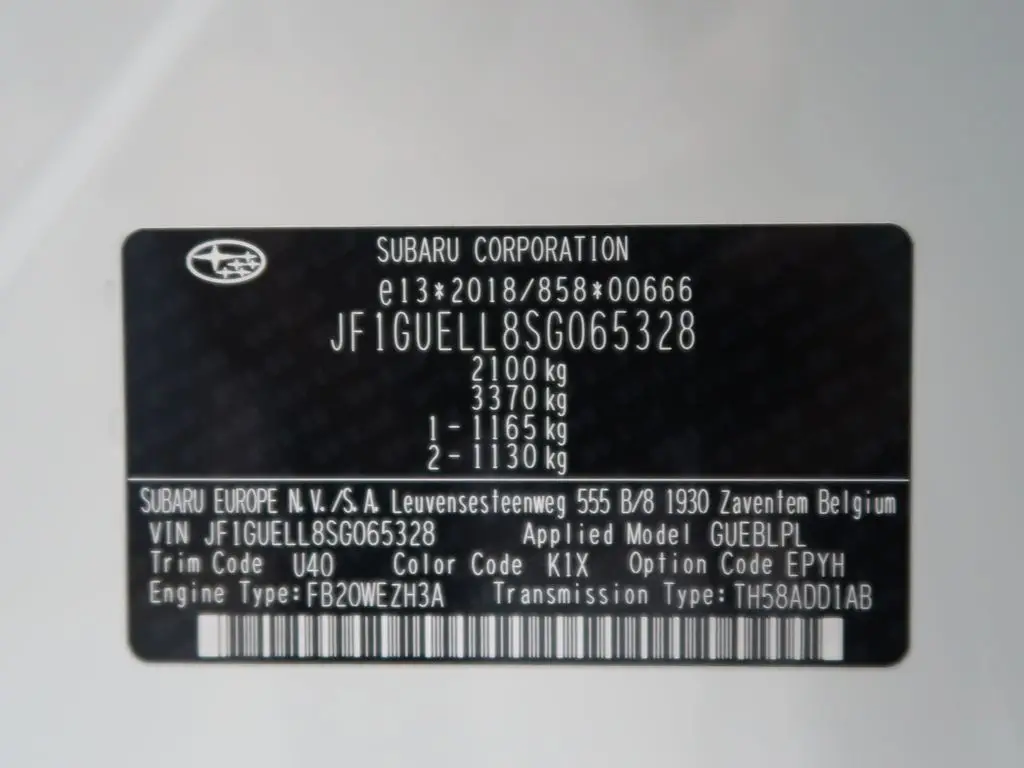 SUBARU CORPORATION
e13*2018/858*00666
JF1GUELL8SG065328
2100 kg
3370 kg
1 - 1165 kg
2 - 1130 kg
SUBARU EUROPE N.V./S.A. Leuvensesteenweg 555 B/8 1930 Zaventem Belgium
VIN JF1GUELL8SG065328 Applied Model GUEBLPL
Trim Code U40 Color Code K1X Option Code EPYH
Engine Type: FB20WEZH3A Transmission Type: TH58ADD1AB